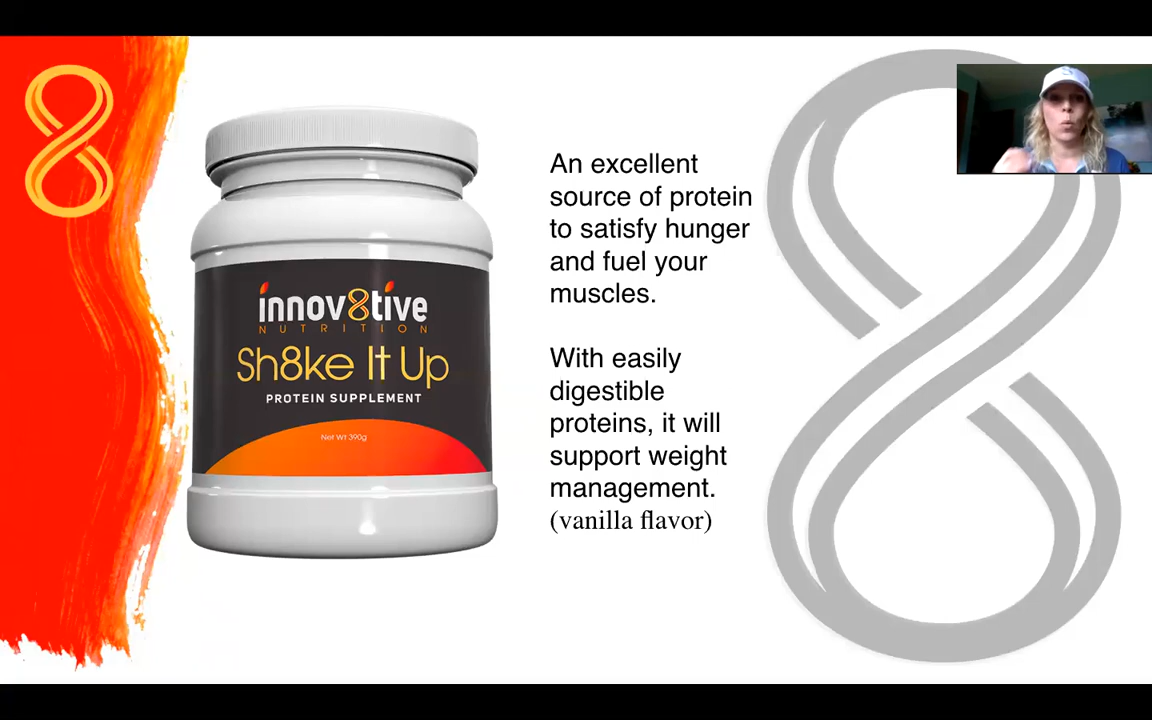 innov8tive
NUTRITION
Sh8ke It Up
PROTEIN SUPPLEMENT
Net Wt 390g
An excellent
source of protein
to satisfy hunger
and fuel your
muscles.
With easily
digestible
proteins, it will
support weight
management.
(vanilla flavor)